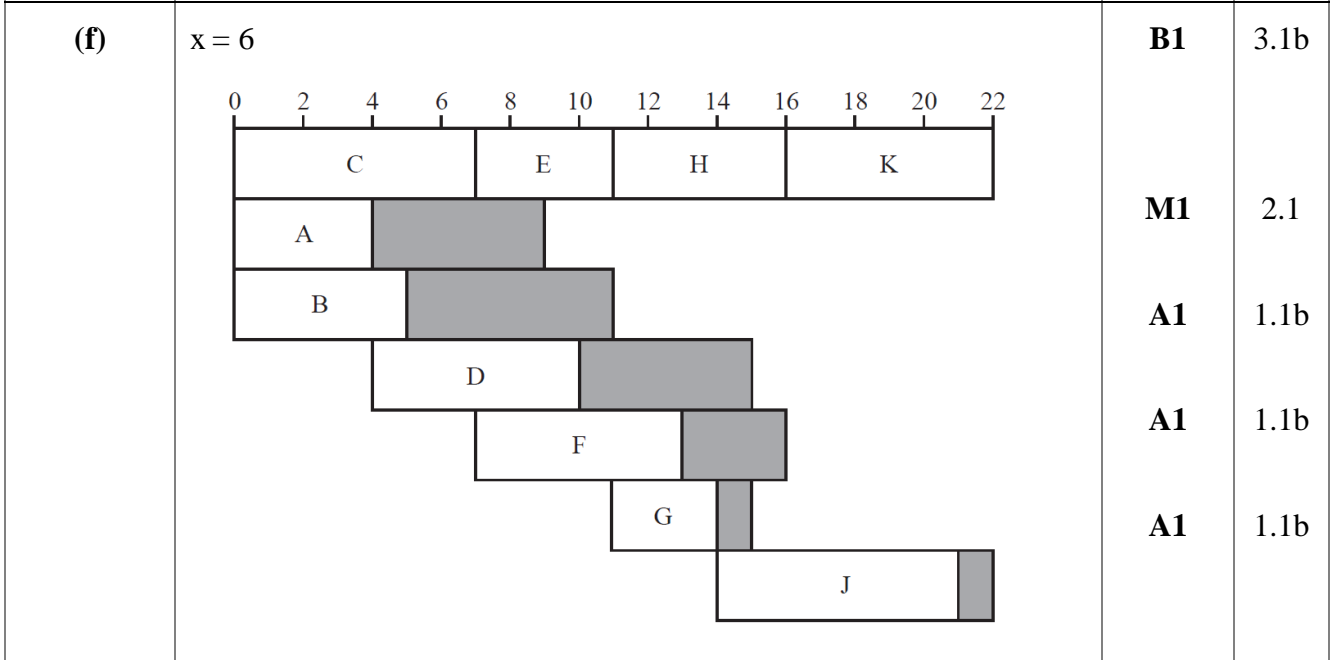 (f) x = 6 B1 3.1b
0 2 4 6 8 10 12 14 16 18 20 22
C E H K
A M1 2.1
B A1 1.1b
D
F A1 1.1b
G A1 1.1b
J